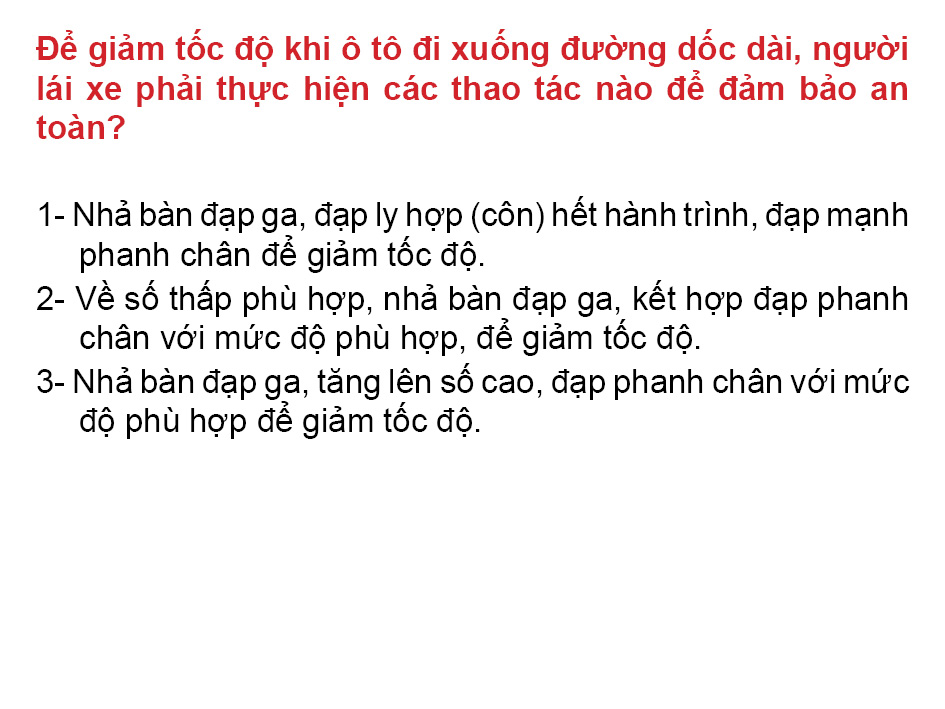 Để giảm tốc độ khi ô tô đi xuống đường dốc dài, người
lái xe phải thực hiện các thao tác nào để đảm bảo an
toàn?
1- Nhả bàn đạp ga, đạp ly hợp (côn) hết hành trình, đạp mạnh
phanh chân để giảm tốc độ.
2- Về số thấp phù hợp, nhả bàn đạp ga, kết hợp đạp phanh
chân với mức độ phù hợp, để giảm tốc độ.
3- Nhả bàn đạp ga, tăng lên số cao, đạp phanh chân với mức
độ phù hợp để giảm tốc độ.